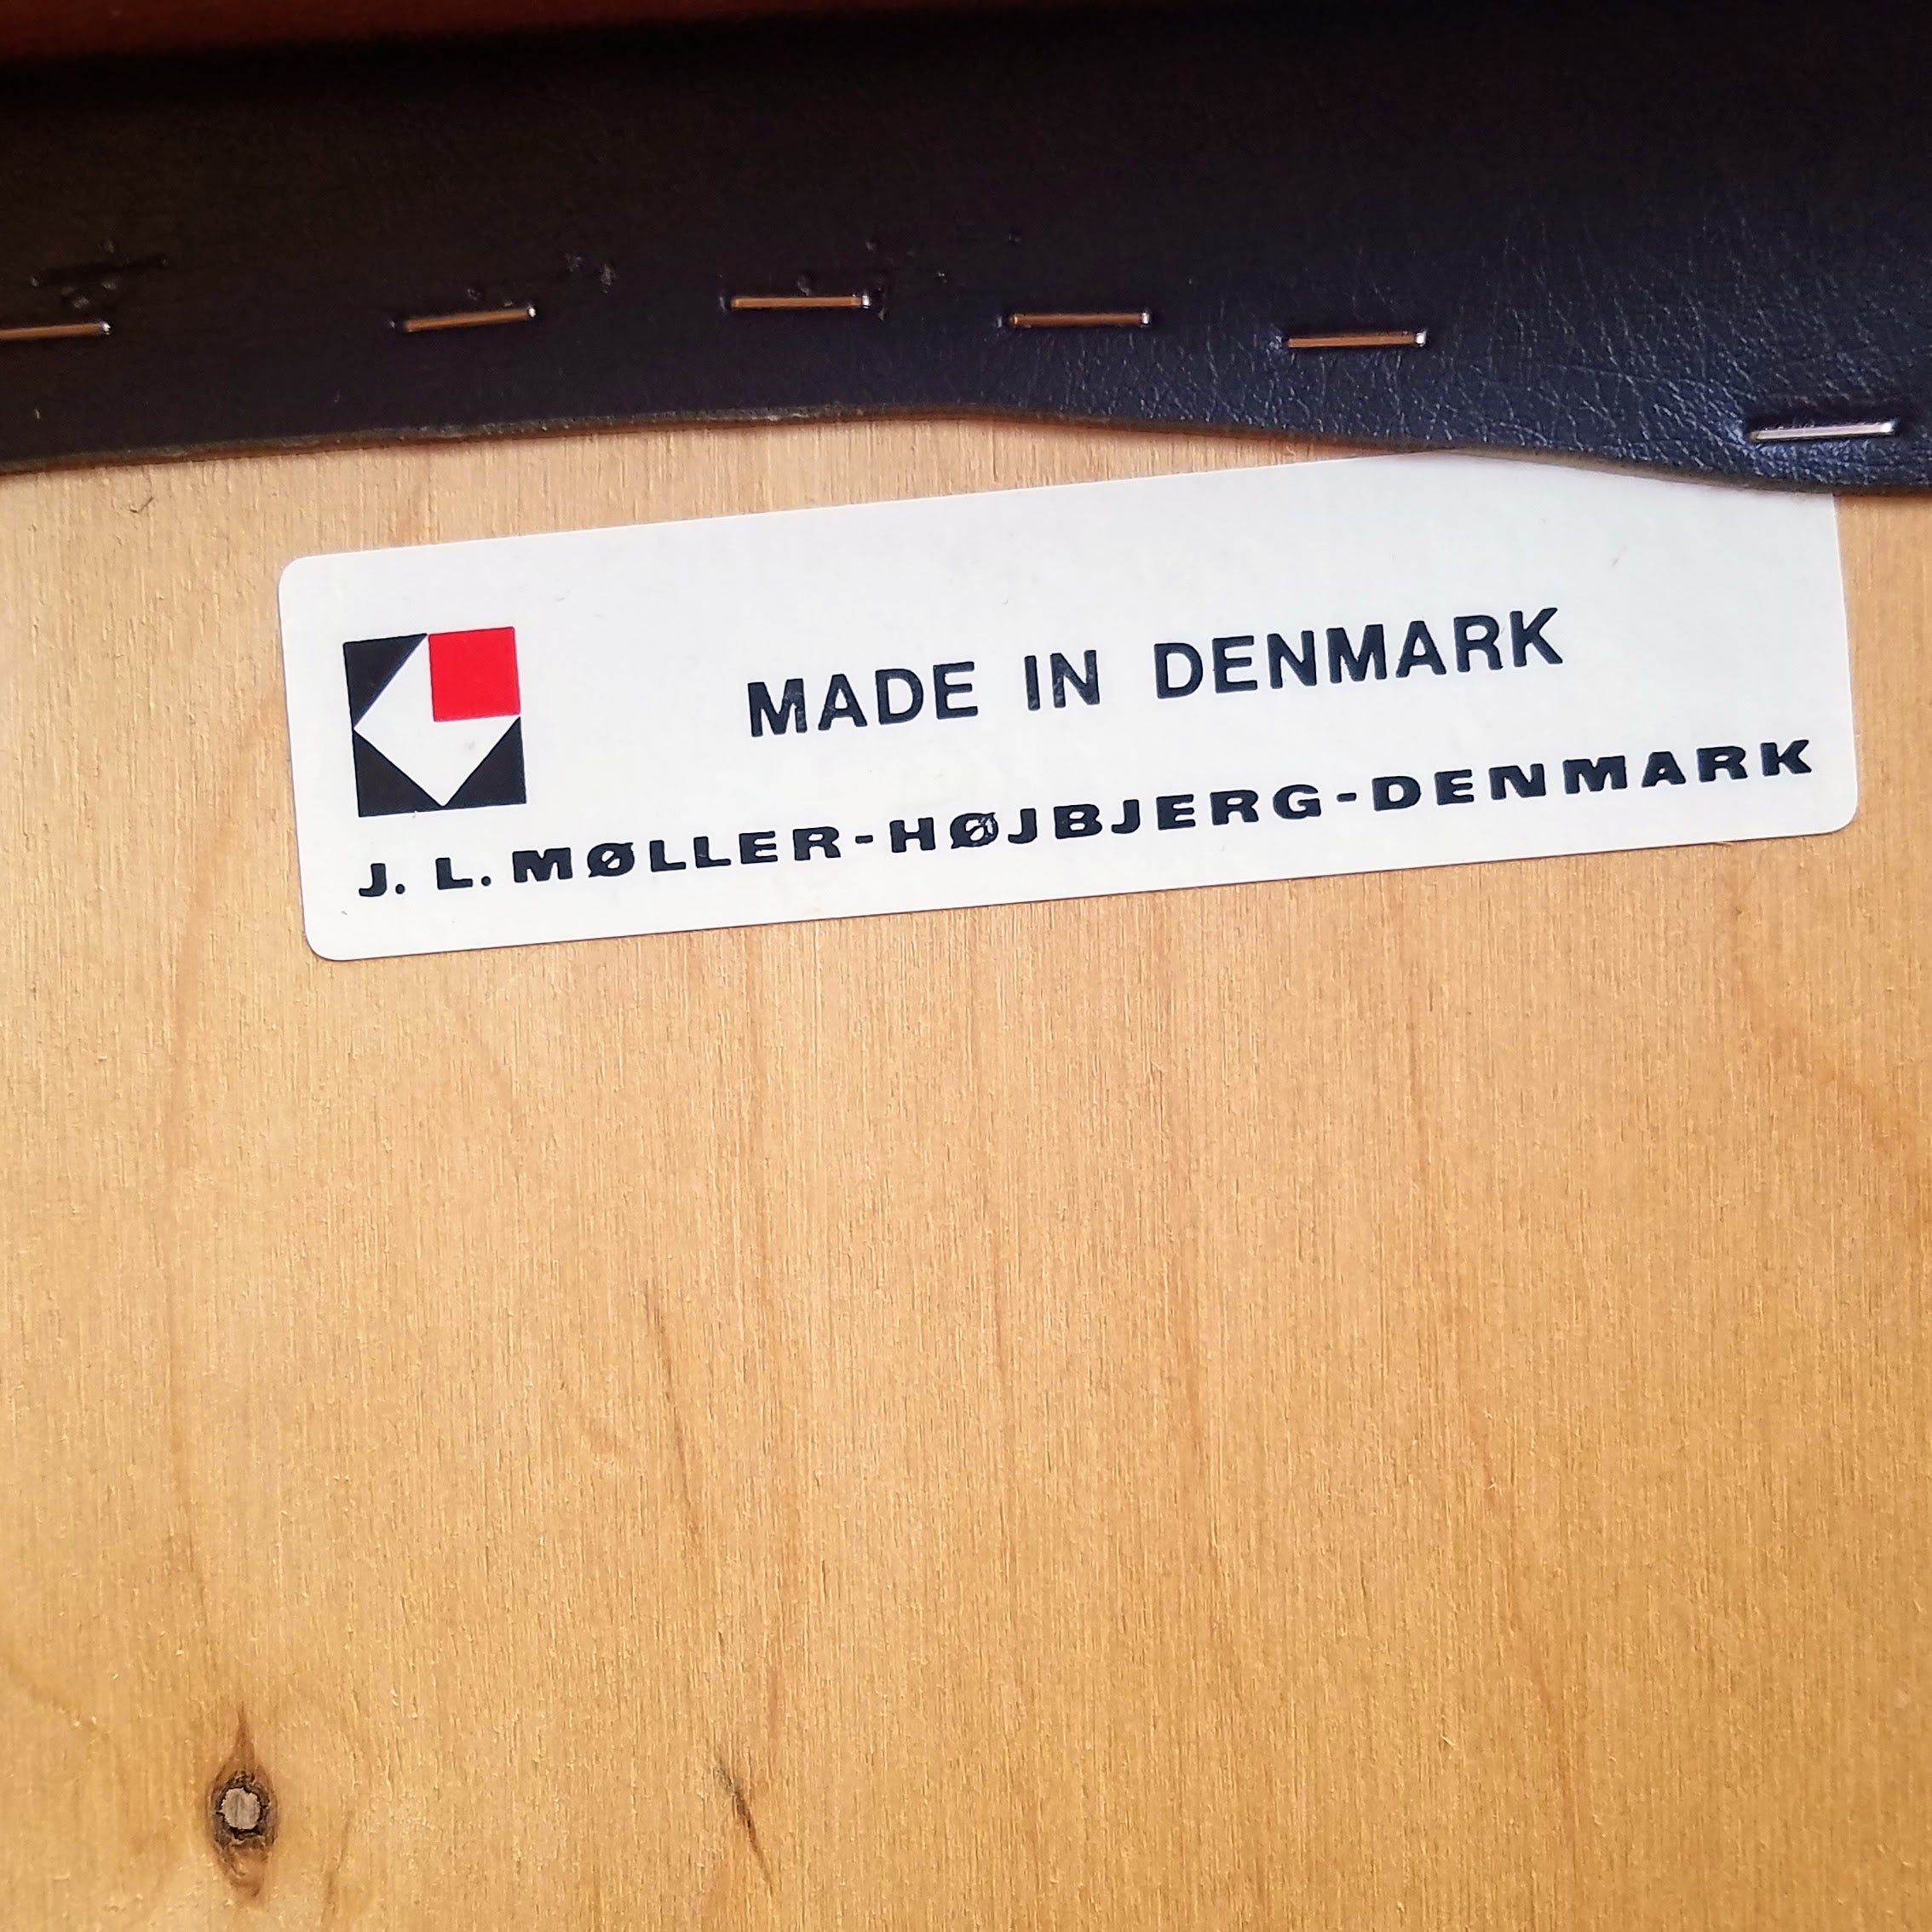 MADE IN DENMARK
J. L. MØLLER-HØJBJERG-DENMARK